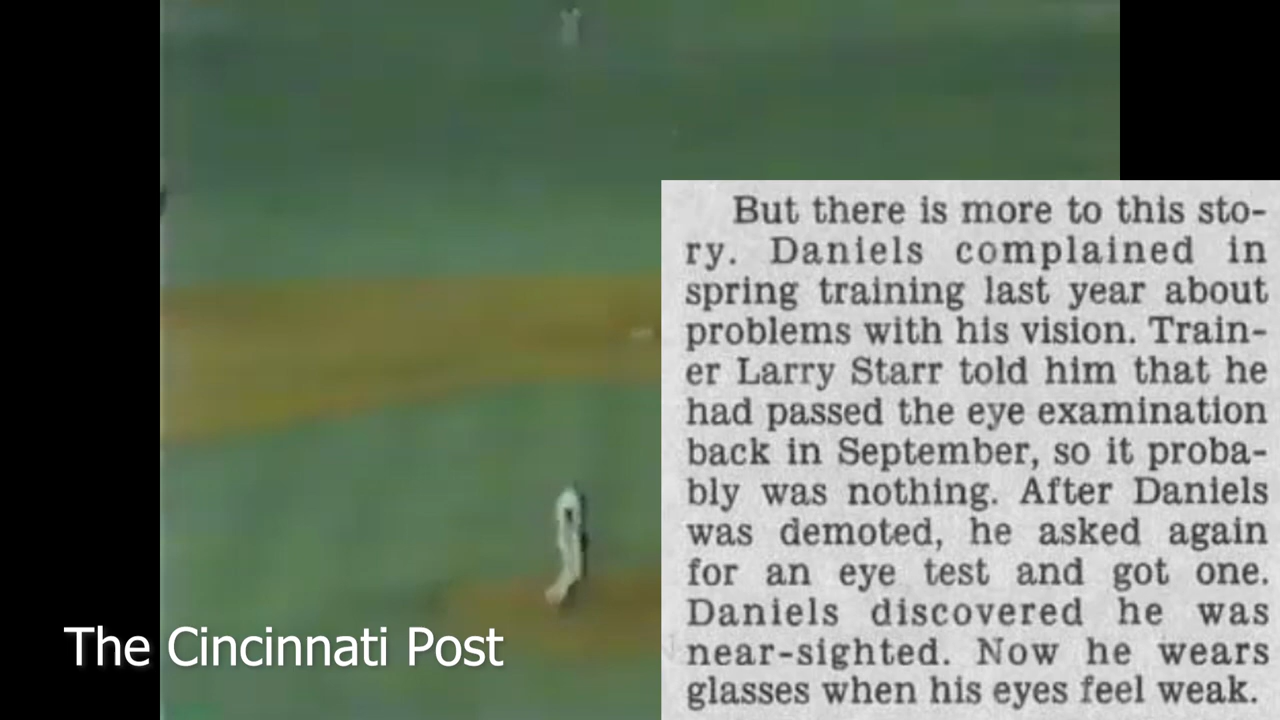 But there is more to this sto-
ry. Daniels complained in
spring training last year about
problems with his vision. Train-
er Larry Starr told him that he
had passed the eye examination
back in September, so it proba-
bly was nothing. After Daniels
was demoted, he asked again
for an eye test and got one.
Daniels discovered he was
near-sighted. Now he wears
glasses when his eyes feel weak.
The Cincinnati Post